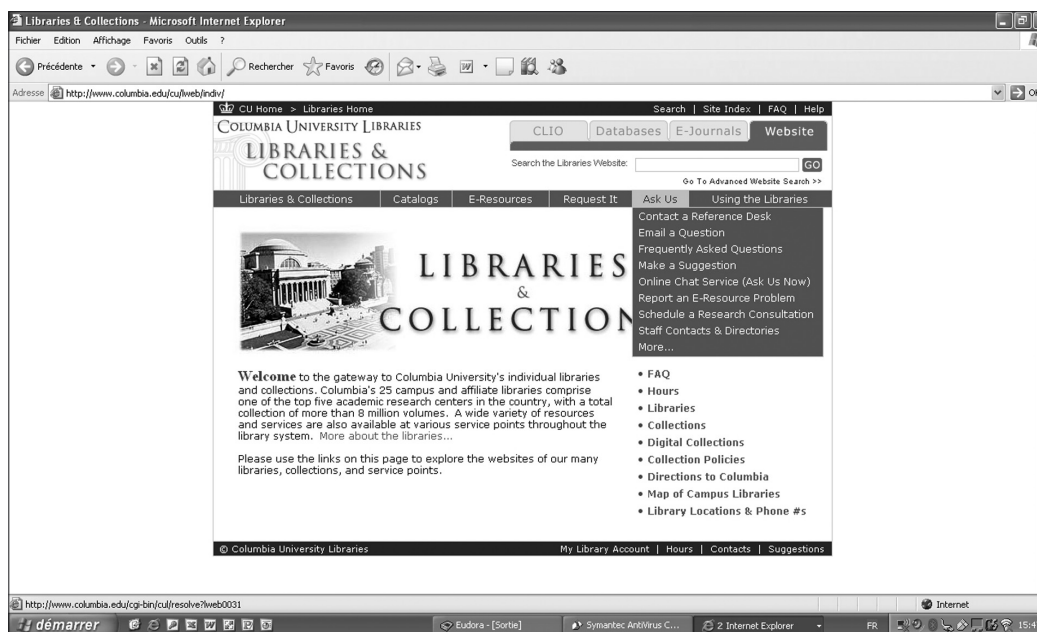 Libraries & Collections - Microsoft Internet Explorer
Fichier Edition Affichage Favoris Outils ?
Précédente Rechercher Favoris
Adresse http://www.columbia.edu/cu/lweb/indiv/
CU Home > Libraries Home Search | Site Index | FAQ | Help
COLUMBIA UNIVERSITY LIBRARIES
LIBRARIES &
COLLECTIONS
CLIO Databases E-Journals Website
Search the Libraries Website: GO
Go To Advanced Website Search >>
Libraries & Collections Catalogs E-Resources Request It Ask Us Using the Libraries
Contact a Reference Desk
Email a Question
Frequently Asked Questions
Make a Suggestion
Online Chat Service (Ask Us Now)
Report an E-Resource Problem
Schedule a Research Consultation
Staff Contacts & Directories
More...
LIBRARIES
&
COLLECTION
Welcome to the gateway to Columbia University's individual libraries
and collections. Columbia's 25 campus and affiliate libraries comprise
one of the top five academic research centers in the country, with a total
collection of more than 8 million volumes. A wide variety of resources
and services are also available at various service points throughout the
library system. More about the libraries...
Please use the links on this page to explore the websites of our many
libraries, collections, and service points.
• FAQ
• Hours
• Libraries
• Collections
• Digital Collections
• Collection Policies
• Directions to Columbia
• Map of Campus Libraries
• Library Locations & Phone #s
© Columbia University Libraries My Library Account | Hours | Contacts | Suggestions
http://www.columbia.edu/cgi-bin/cul/resolve?lweb0031 Internet
démarrer Eudora - [Sortie] Symantec AntiVirus C... 2 Internet Explorer FR 15:4